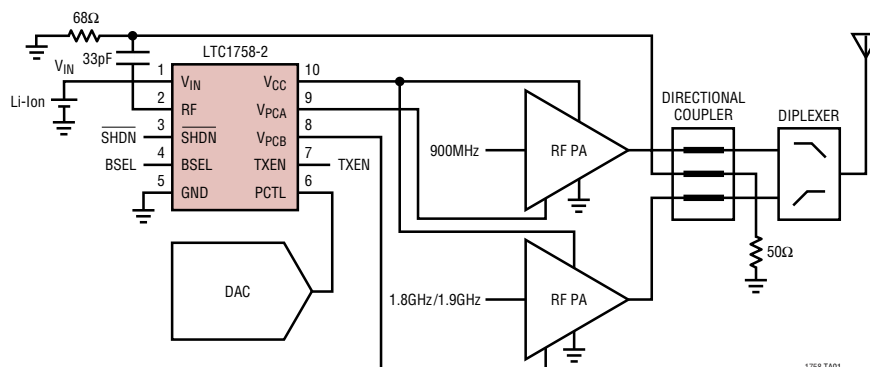 68Ω
33pF
LTC1758-2
VIN
Li-Ion
1 VIN VCC 10
2 RF VPCA 9
SHDN 3 SHDN VPCB 8
BSEL 4 BSEL TXEN 7 TXEN
5 GND PCTL 6
DAC
900MHz
RF PA
DIRECTIONAL
COUPLER
DIPLEXER
50Ω
1.8GHz/1.9GHz
RF PA
1758 TA01